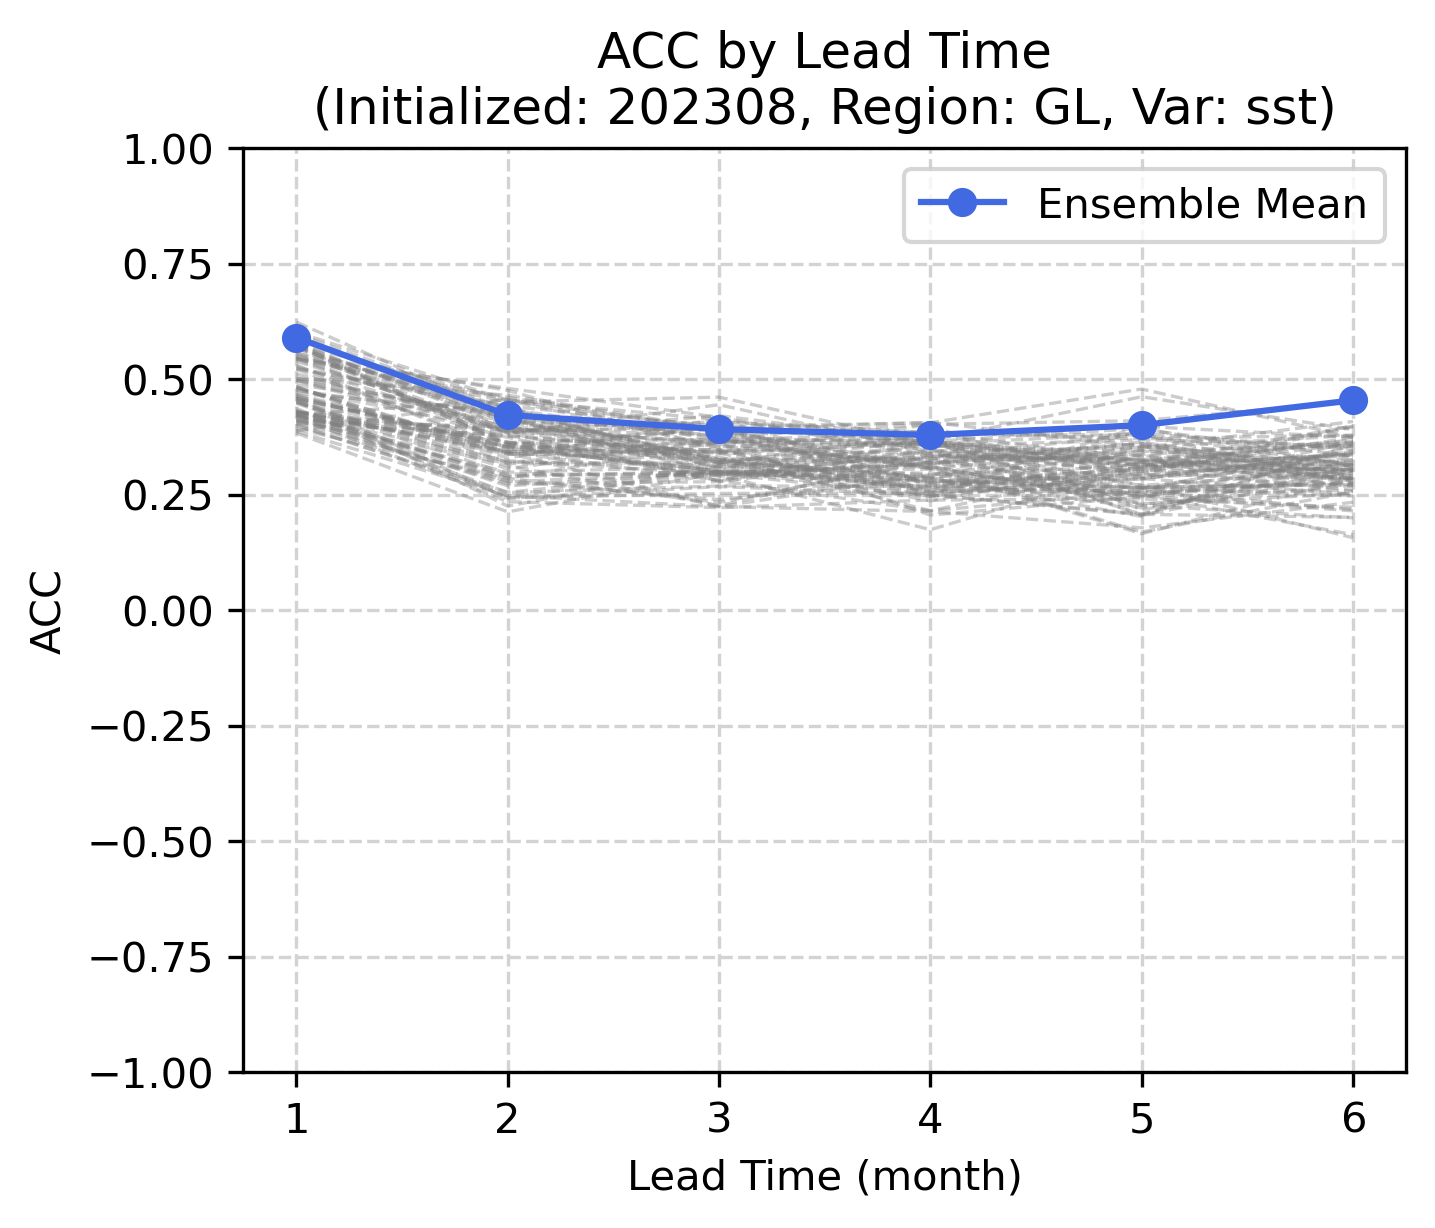 ACC by Lead Time
(Initialized: 202308, Region: GL, Var: sst)
Ensemble Mean
1.00
0.75
0.50
0.25
0.00
−0.25
−0.50
−0.75
−1.00
ACC
1 2 3 4 5 6
Lead Time (month)